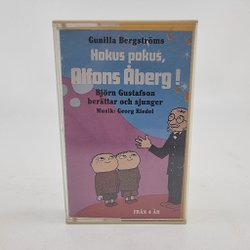 Gunilla Bergströms
Hokus pokus,
Alfons Åberg!
Björn Gustafson
berättar och sjunger
Musik: Georg Riedel
FRÅN 4 ÅR